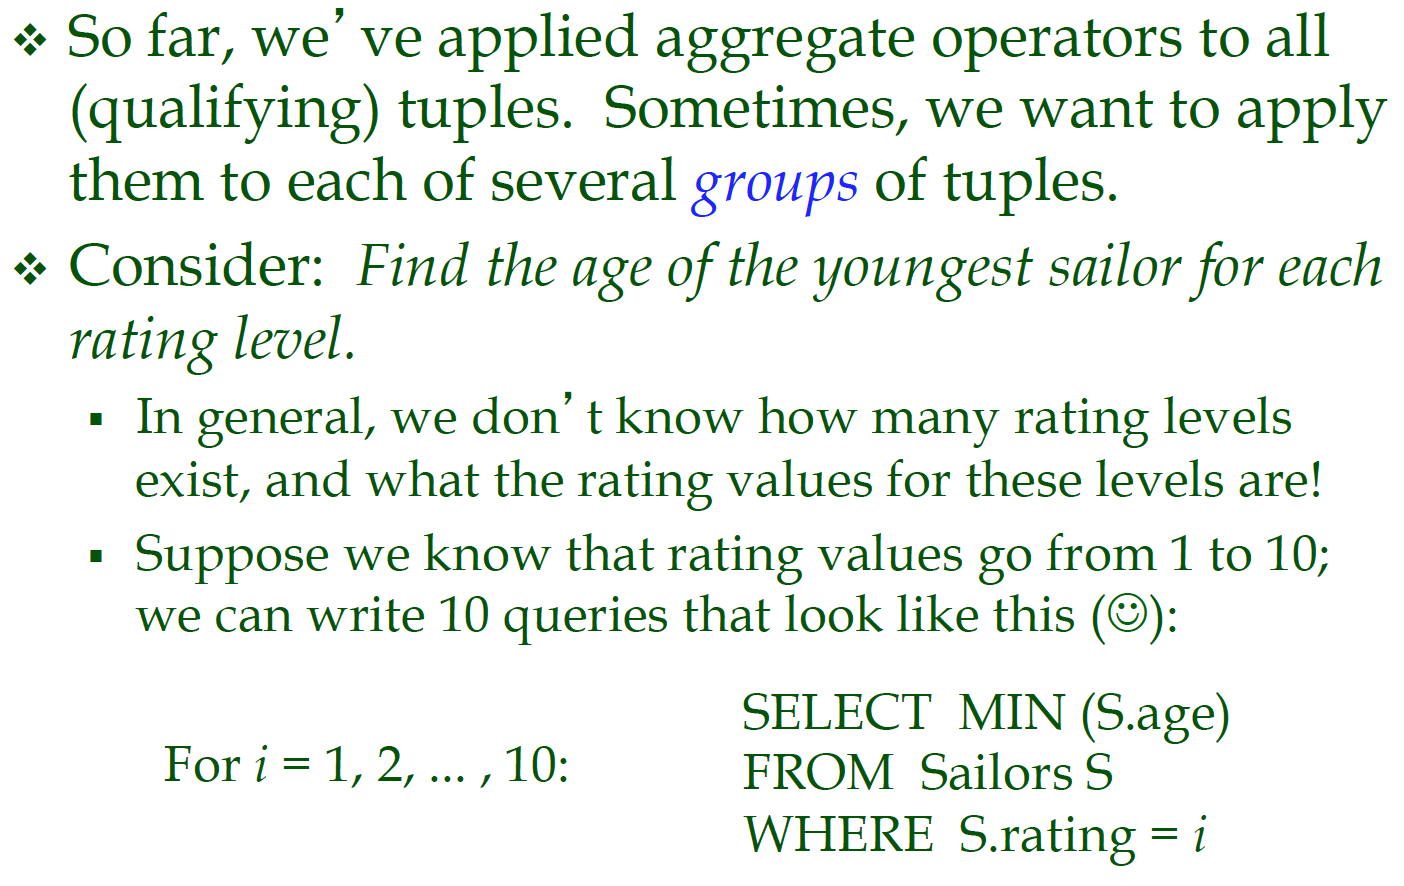 ❖ So far, we’ ve applied aggregate operators to all
(qualifying) tuples. Sometimes, we want to apply
them to each of several groups of tuples.
❖ Consider: Find the age of the youngest sailor for each
rating level.
▪ In general, we don’ t know how many rating levels
exist, and what the rating values for these levels are!
▪ Suppose we know that rating values go from 1 to 10;
we can write 10 queries that look like this (☺):
SELECT MIN (S.age)
For i = 1, 2, ... , 10:
FROM Sailors S
WHERE S.rating = i